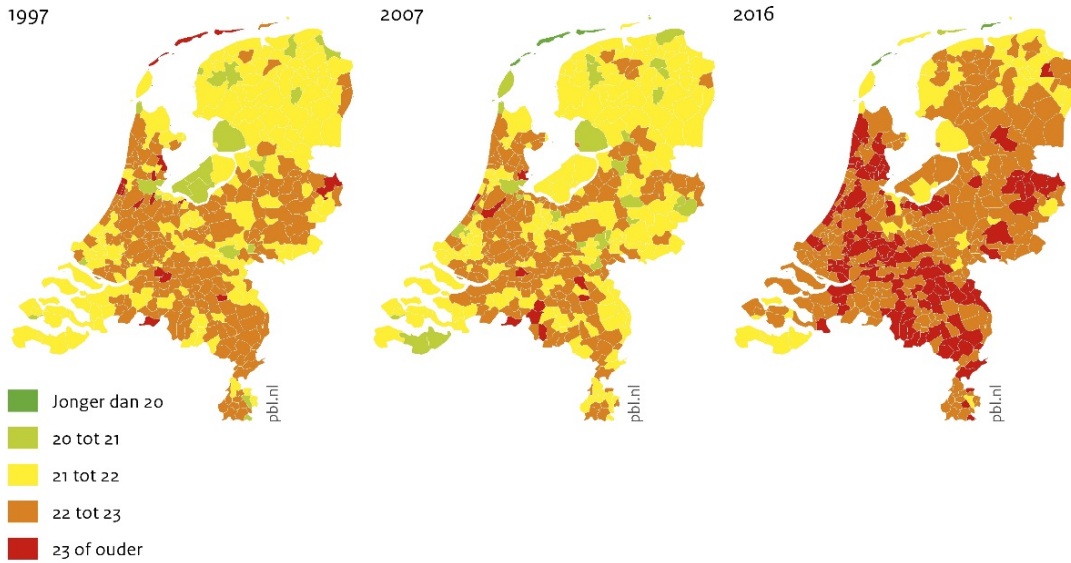 1997
2007
2016
pbl.nl
pbl.nl
pbl.nl
Jonger dan 20
20 tot 21
21 tot 22
22 tot 23
23 of ouder